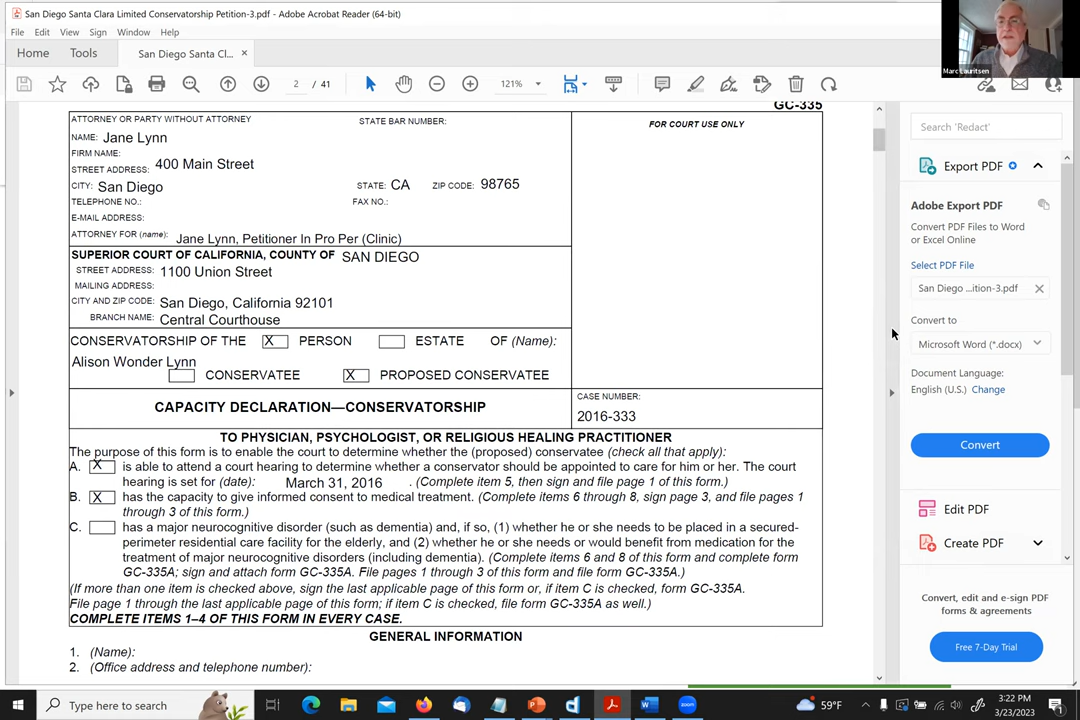 San Diego Santa Clara Limited Conservatorship Petition-3.pdf - Adobe Acrobat Reader (64-bit)
File Edit View Sign Window Help
Home Tools San Diego Santa Cl... ×
2 / 41 121%
Marc Lauritsen
GC-335
ATTORNEY OR PARTY WITHOUT ATTORNEY STATE BAR NUMBER:
NAME: Jane Lynn
FIRM NAME:
STREET ADDRESS: 400 Main Street
CITY: San Diego STATE: CA ZIP CODE: 98765
TELEPHONE NO.: FAX NO.:
E-MAIL ADDRESS:
ATTORNEY FOR (name): Jane Lynn, Petitioner In Pro Per (Clinic)
FOR COURT USE ONLY
SUPERIOR COURT OF CALIFORNIA, COUNTY OF SAN DIEGO
STREET ADDRESS: 1100 Union Street
MAILING ADDRESS:
CITY AND ZIP CODE: San Diego, California 92101
BRANCH NAME: Central Courthouse
CONSERVATORSHIP OF THE X PERSON ESTATE OF (Name):
Alison Wonder Lynn
CONSERVATEE X PROPOSED CONSERVATEE
CAPACITY DECLARATION—CONSERVATORSHIP
CASE NUMBER:
2016-333
TO PHYSICIAN, PSYCHOLOGIST, OR RELIGIOUS HEALING PRACTITIONER
The purpose of this form is to enable the court to determine whether the (proposed) conservatee (check all that apply):
A. X is able to attend a court hearing to determine whether a conservator should be appointed to care for him or her. The court
hearing is set for (date): March 31, 2016 . (Complete item 5, then sign and file page 1 of this form.)
B. X has the capacity to give informed consent to medical treatment. (Complete items 6 through 8, sign page 3, and file pages 1
through 3 of this form.)
C. has a major neurocognitive disorder (such as dementia) and, if so, (1) whether he or she needs to be placed in a secured-
perimeter residential care facility for the elderly, and (2) whether he or she needs or would benefit from medication for the
treatment of major neurocognitive disorders (including dementia). (Complete items 6 and 8 of this form and complete form
GC-335A; sign and attach form GC-335A. File pages 1 through 3 of this form and file form GC-335A.)
(If more than one item is checked above, sign the last applicable page of this form or, if item C is checked, form GC-335A.
File page 1 through the last applicable page of this form; if item C is checked, file form GC-335A as well.)
COMPLETE ITEMS 1–4 OF THIS FORM IN EVERY CASE.
GENERAL INFORMATION
1. (Name):
2. (Office address and telephone number):
Search 'Redact'
Export PDF
Adobe Export PDF
Convert PDF Files to Word
or Excel Online
Select PDF File
San Diego ...ition-3.pdf
Convert to
Microsoft Word (*.docx)
Document Language:
English (U.S.) Change
Convert
Edit PDF
Create PDF
Convert, edit and e-sign PDF
forms & agreements
Free 7-Day Trial
Type here to search
zoom
59°F
3:22 PM
3/23/2023